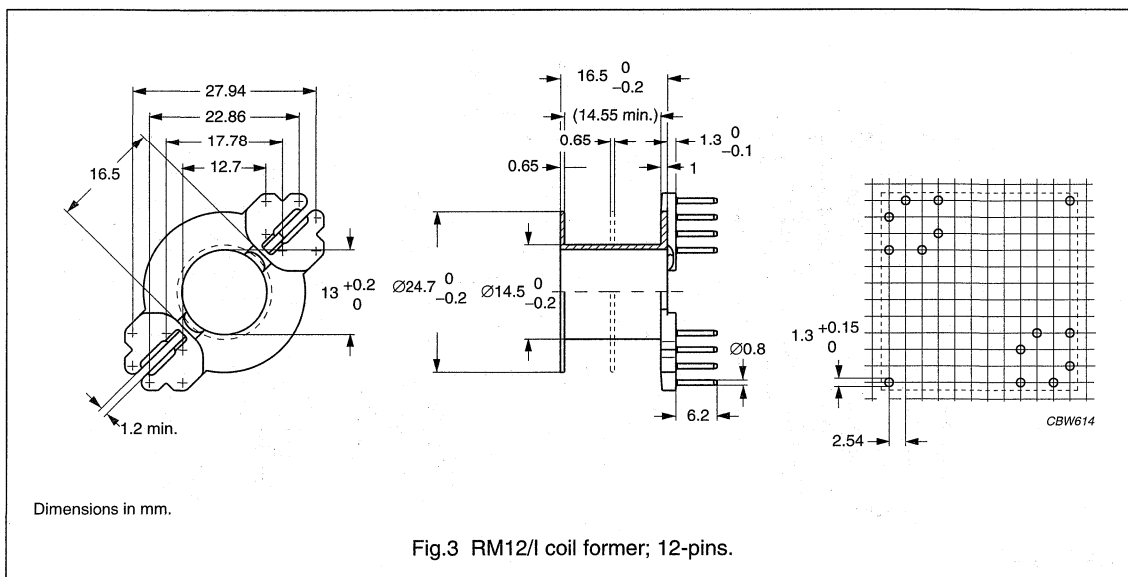 27.94
22.86
17.78
12.7
16.5
13 +0.2 0
1.2 min.
16.5 0 −0.2
(14.55 min.)
0.65
1.3 0 −0.1
0.65
1
Ø24.7 0 −0.2
Ø14.5 0 −0.2
Ø0.8
6.2
1.3 +0.15 0
2.54
CBW614
Dimensions in mm.
Fig.3 RM12/I coil former; 12-pins.